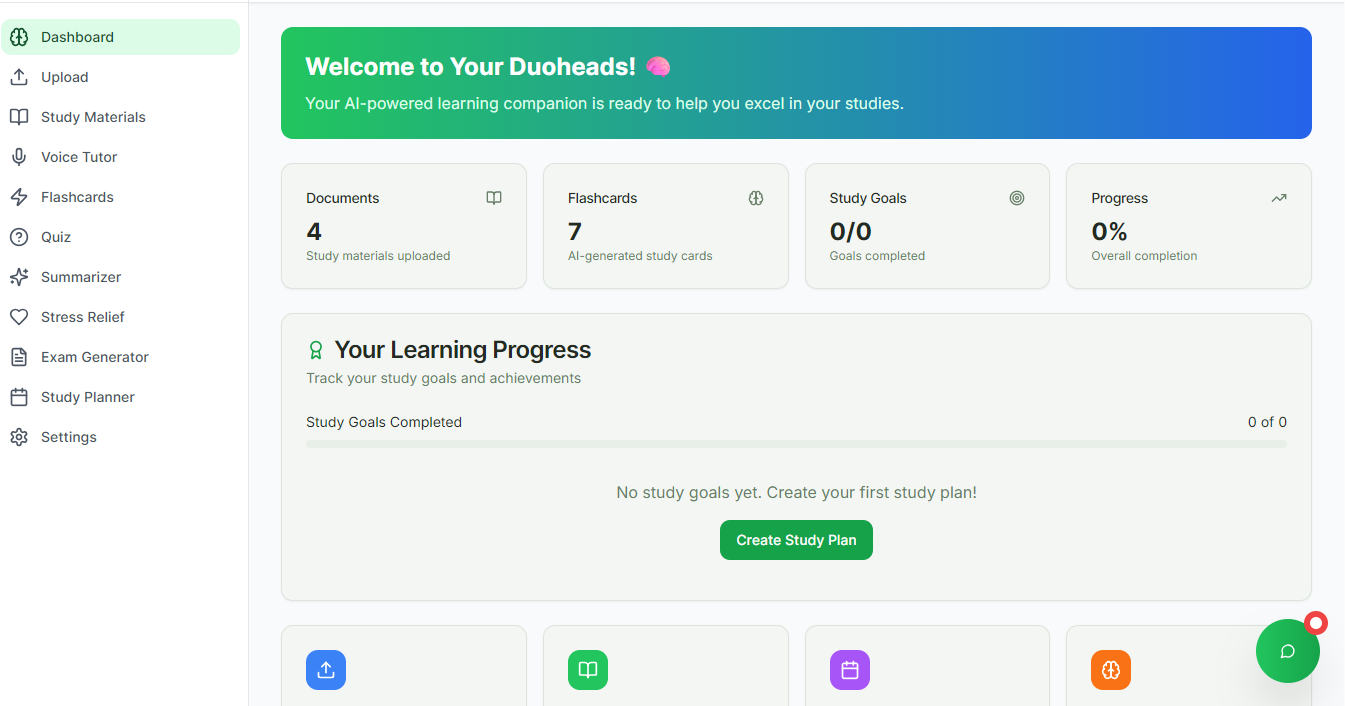 Dashboard
Upload
Study Materials
Voice Tutor
Flashcards
Quiz
Summarizer
Stress Relief
Exam Generator
Study Planner
Settings
Welcome to Your Duoheads! 🧠
Your AI-powered learning companion is ready to help you excel in your studies.
Documents
4
Study materials uploaded
Flashcards
7
AI-generated study cards
Study Goals
0/0
Goals completed
Progress
0%
Overall completion
Your Learning Progress
Track your study goals and achievements
Study Goals Completed 0 of 0
No study goals yet. Create your first study plan!
Create Study Plan